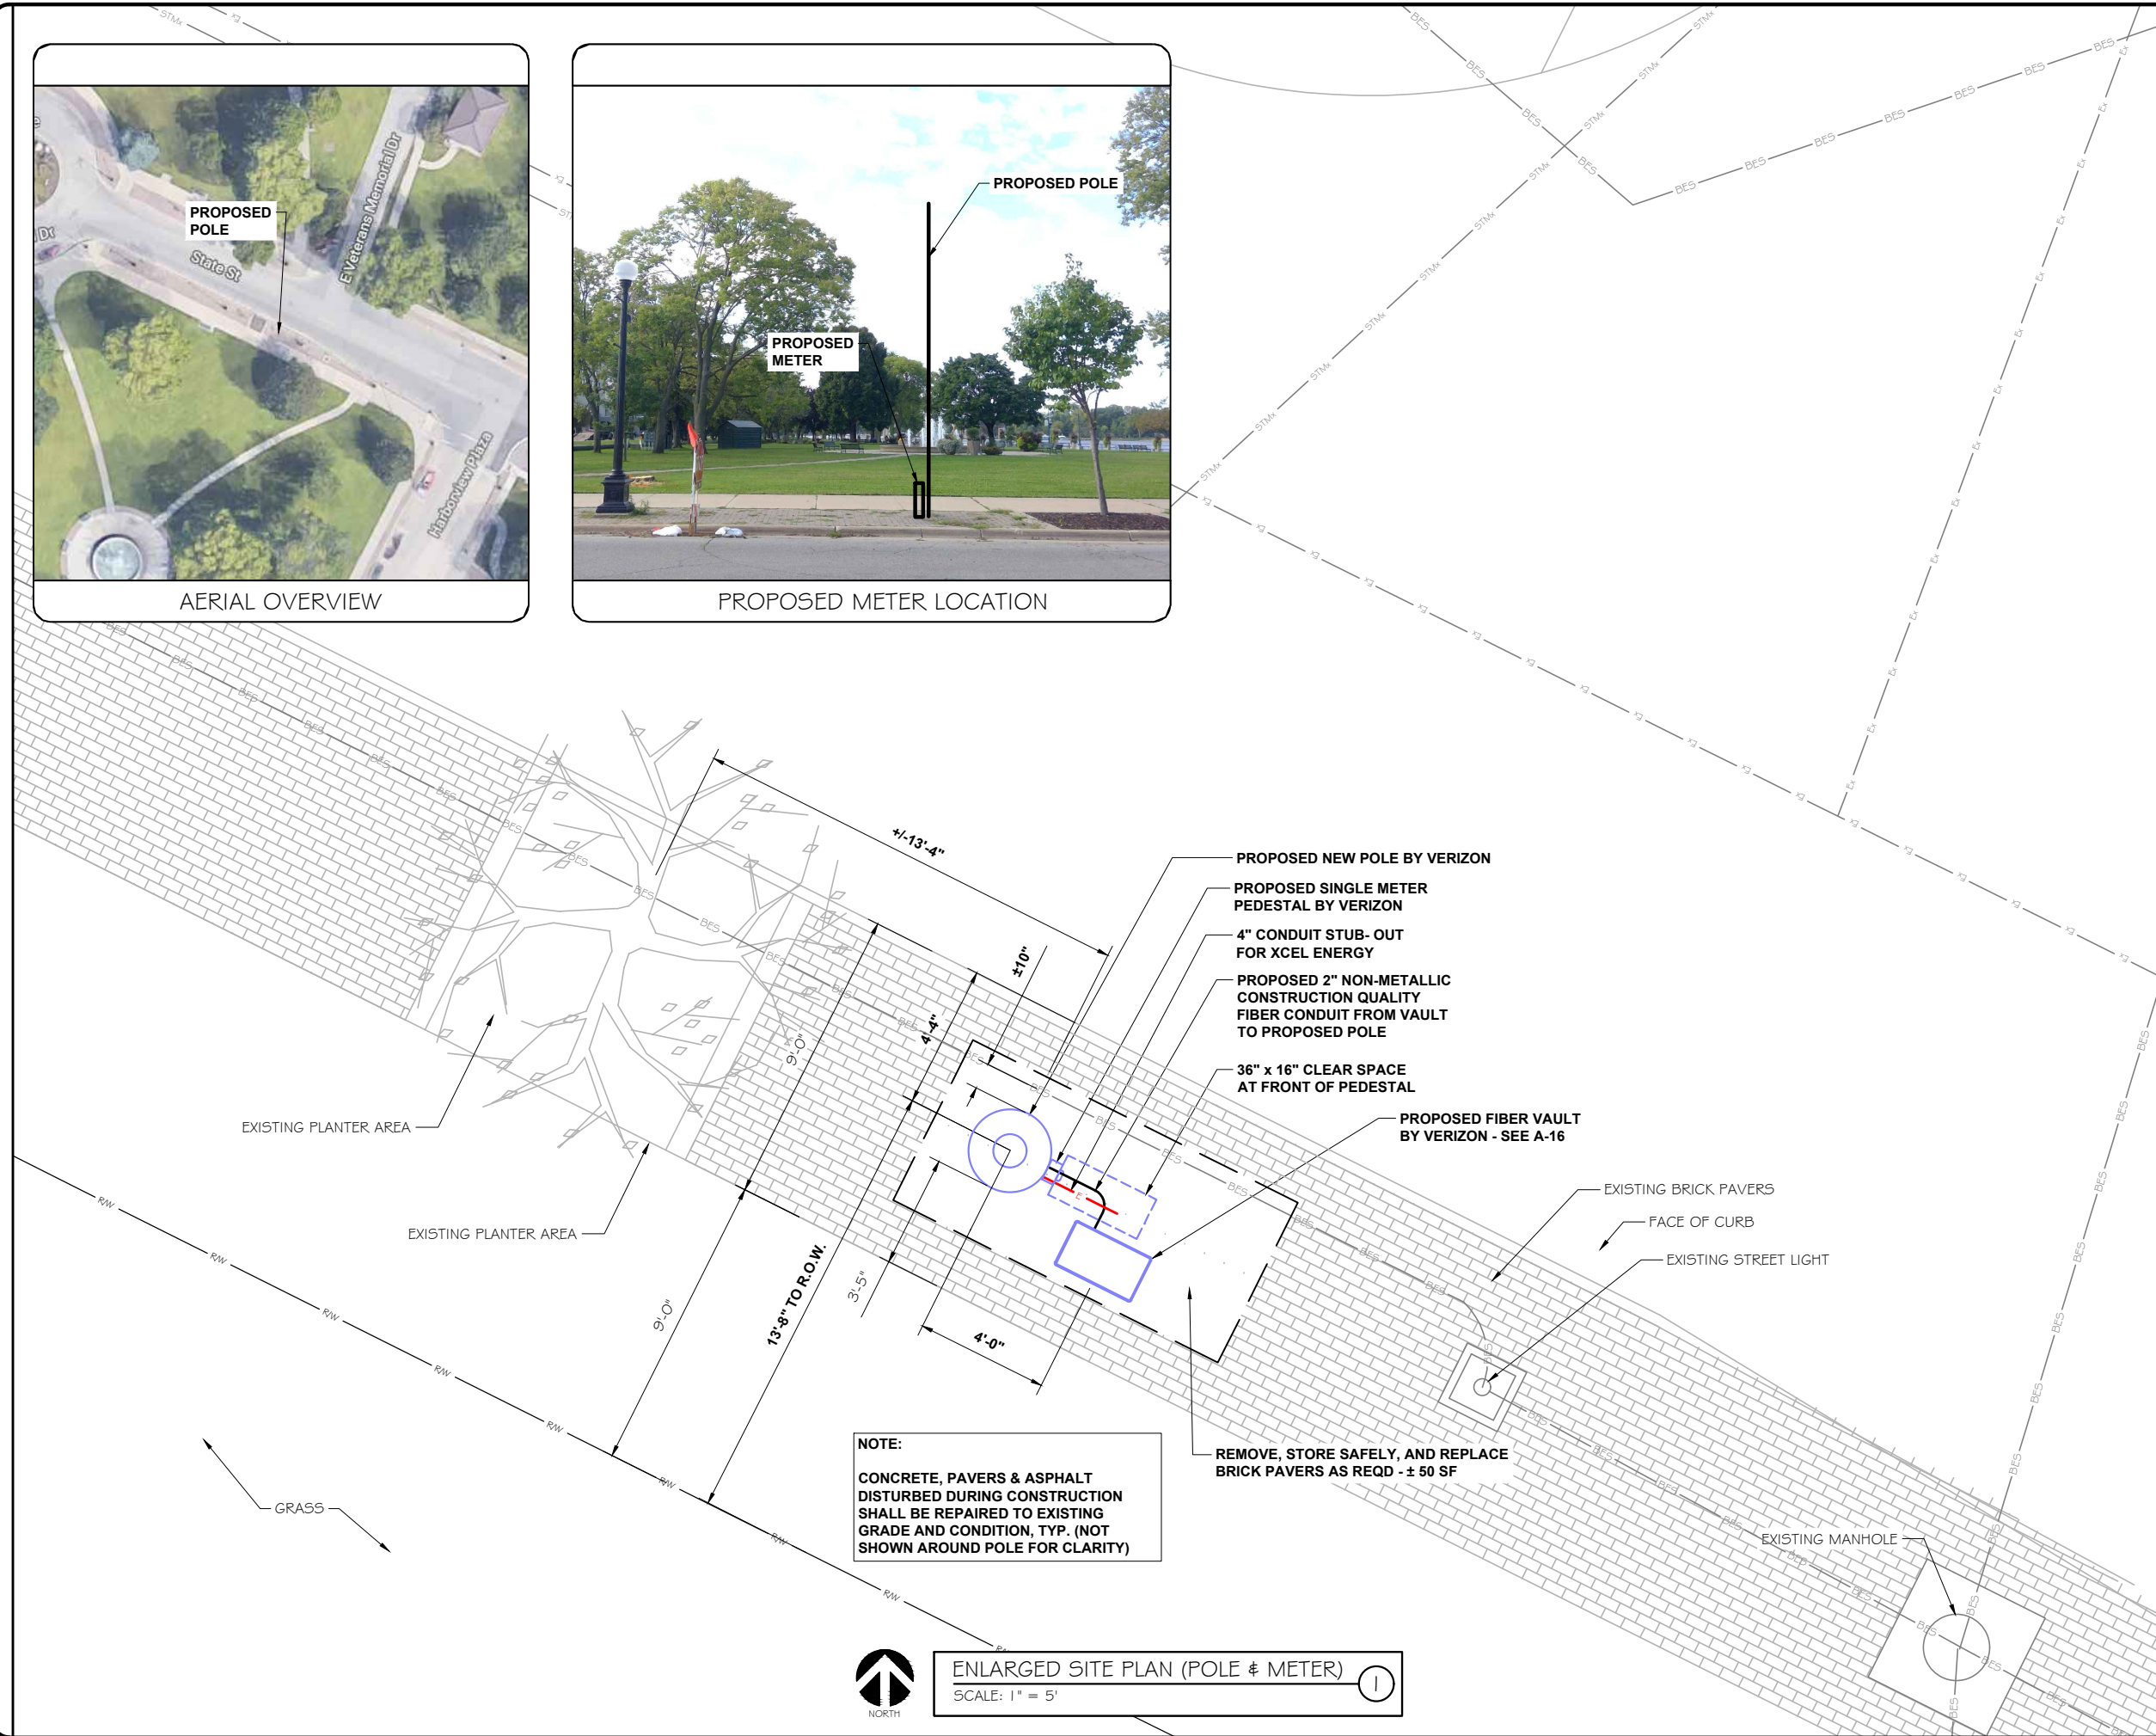 PROPOSED
POLE
State St
E Veterans Memorial Dr
Dr
Harborview Plaza
AERIAL OVERVIEW
PROPOSED POLE
PROPOSED
METER
PROPOSED METER LOCATION
+/-13'-4"
±10"
4'-4"
9'-0"
9'-0"
13'-8" TO R.O.W.
3'-5"
4'-0"
PROPOSED NEW POLE BY VERIZON
PROPOSED SINGLE METER
PEDESTAL BY VERIZON
4" CONDUIT STUB- OUT
FOR XCEL ENERGY
PROPOSED 2" NON-METALLIC
CONSTRUCTION QUALITY
FIBER CONDUIT FROM VAULT
TO PROPOSED POLE
36" x 16" CLEAR SPACE
AT FRONT OF PEDESTAL
PROPOSED FIBER VAULT
BY VERIZON - SEE A-16
EXISTING BRICK PAVERS
FACE OF CURB
EXISTING STREET LIGHT
EXISTING PLANTER AREA
EXISTING PLANTER AREA
GRASS
REMOVE, STORE SAFELY, AND REPLACE
BRICK PAVERS AS REQD - ± 50 SF
EXISTING MANHOLE
NOTE:
CONCRETE, PAVERS & ASPHALT
DISTURBED DURING CONSTRUCTION
SHALL BE REPAIRED TO EXISTING
GRADE AND CONDITION, TYP. (NOT
SHOWN AROUND POLE FOR CLARITY)
BES
STMx
Ex
R/W
E
NORTH
ENLARGED SITE PLAN (POLE & METER)
SCALE: 1" = 5'
1